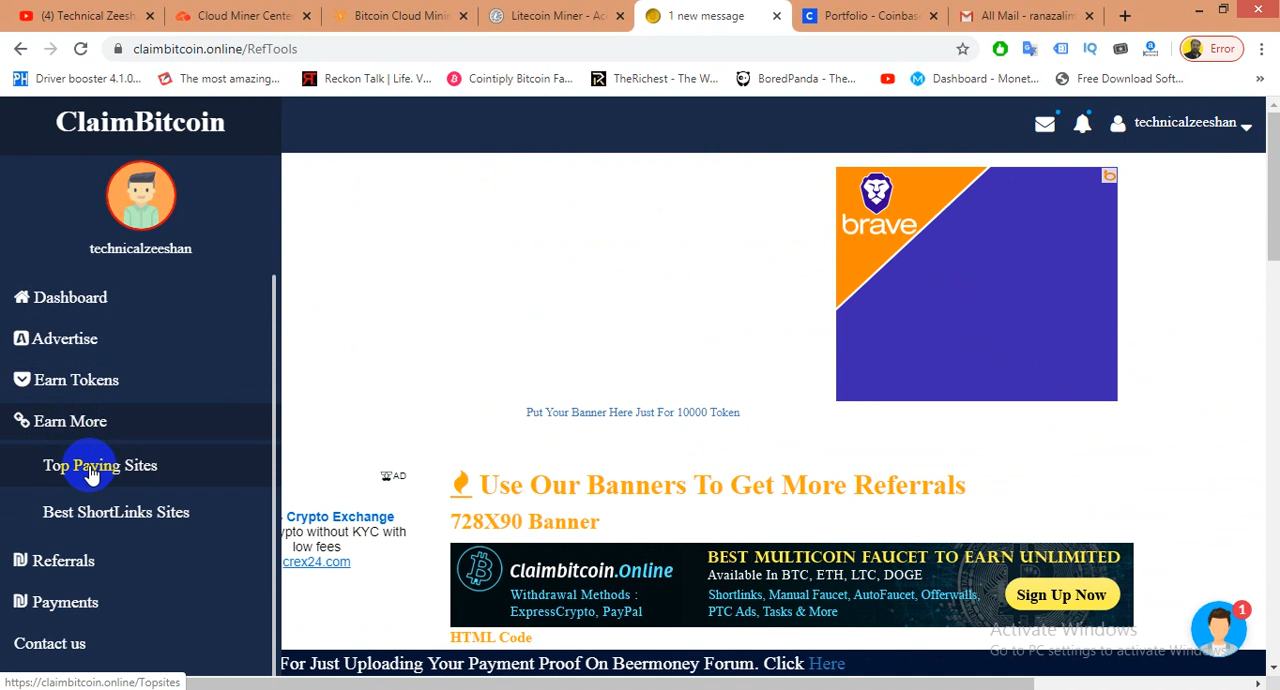 (4) Technical Zeesh
Cloud Miner Cente
Bitcoin Cloud Mini
Litecoin Miner - Ac
1 new message
Portfolio - Coinbas
All Mail - ranazalim
claimbitcoin.online/RefTools
IQ
Error
Driver booster 4.1.0...
The most amazing...
Reckon Talk | Life. V...
Cointiply Bitcoin Fa...
TheRichest - The W...
BoredPanda - The...
Dashboard - Monet...
Free Download Soft...
»
ClaimBitcoin
technicalzeeshan
technicalzeeshan
Dashboard
Advertise
Earn Tokens
Earn More
Top Paying Sites
Best ShortLinks Sites
Referrals
Payments
Contact us
brave
Put Your Banner Here Just For 10000 Token
AD
Crypto Exchange
ypto without KYC with
low fees
crex24.com
Use Our Banners To Get More Referrals
728X90 Banner
Claimbitcoin.Online
Withdrawal Methods :
ExpressCrypto, PayPal
BEST MULTICOIN FAUCET TO EARN UNLIMITED
Available In BTC, ETH, LTC, DOGE
Shortlinks, Manual Faucet, AutoFaucet, Offerwalls,
PTC Ads, Tasks & More
Sign Up Now
HTML Code
1
Activate Windows
Go to PC settings to activate Windows.
For Just Uploading Your Payment Proof On Beermoney Forum. Click Here
https://claimbitcoin.online/Topsites